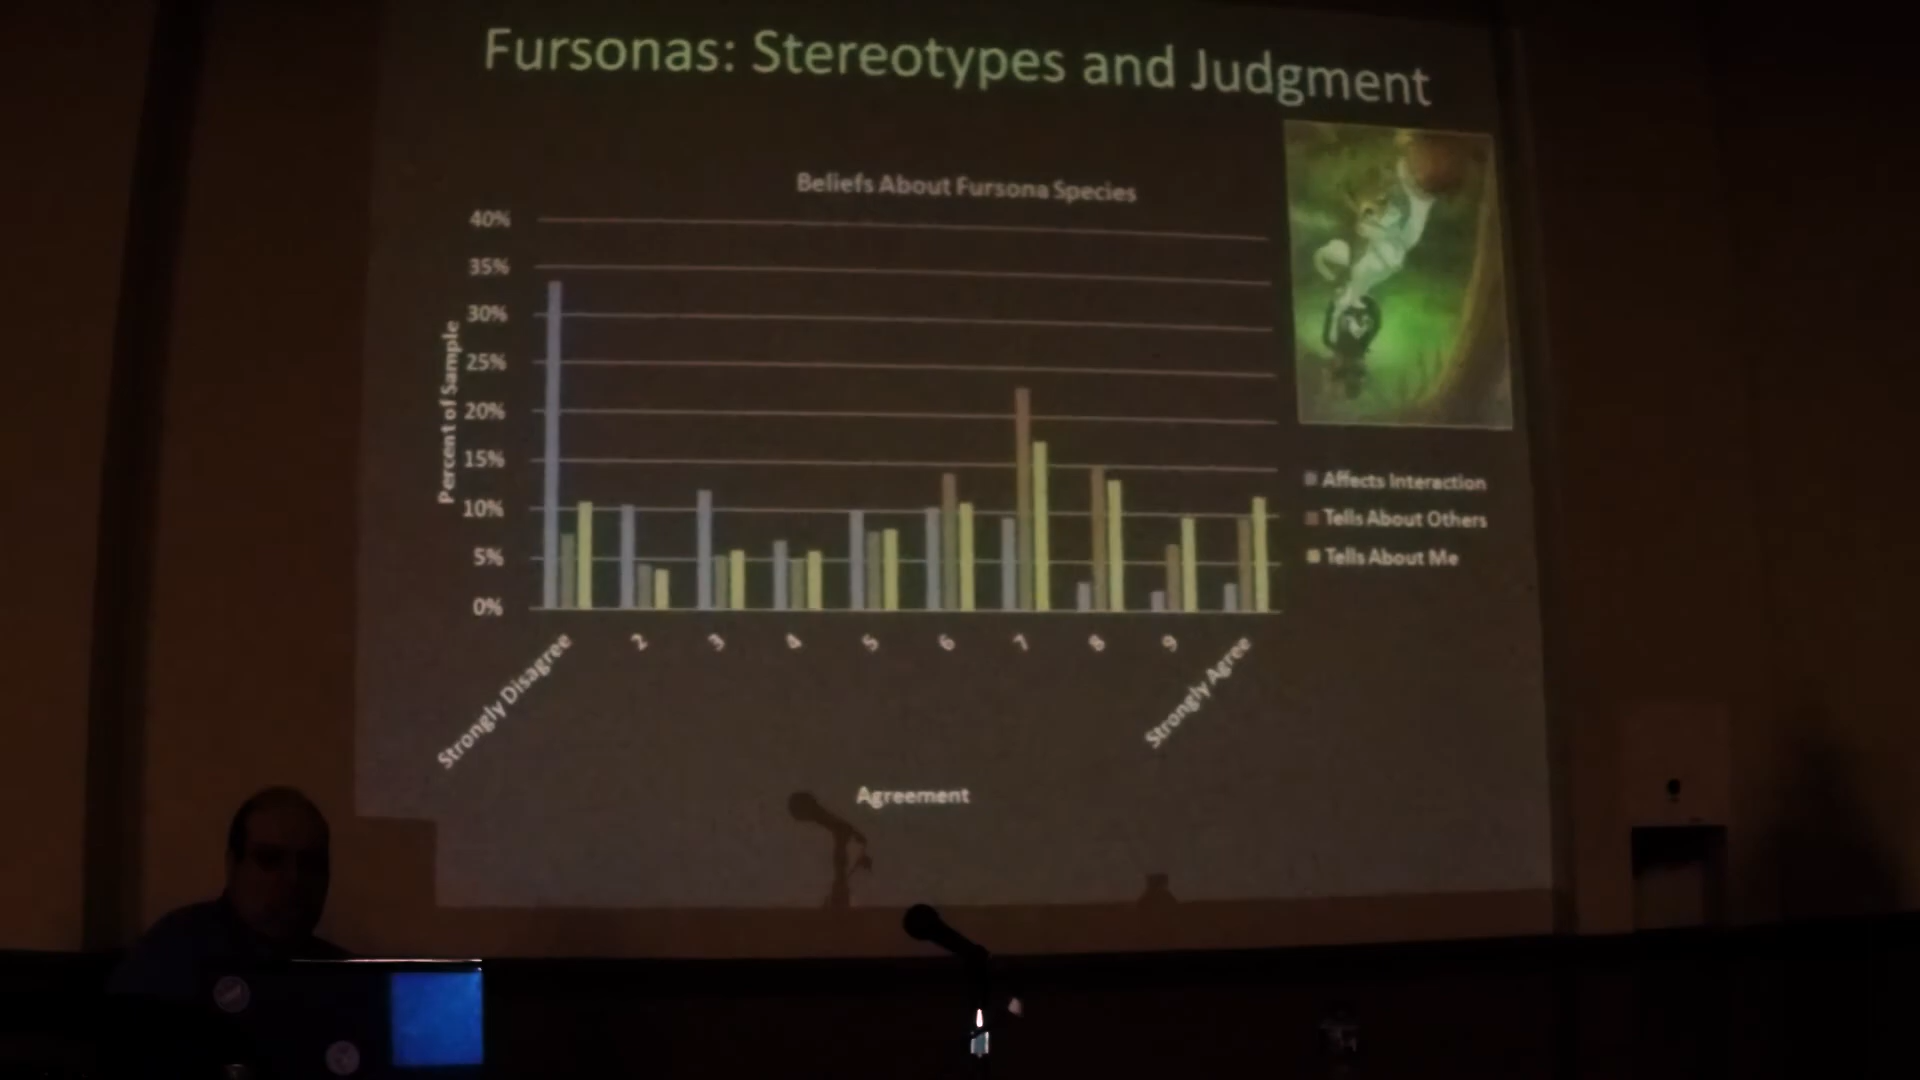 Fursonas: Stereotypes and Judgment
Beliefs About Fursona Species
40%
35%
30%
25%
20%
15%
10%
5%
0%
Percent of Sample
Strongly Disagree
2
3
4
5
6
7
8
9
Strongly Agree
Agreement
Affects Interaction
Tells About Others
Tells About Me